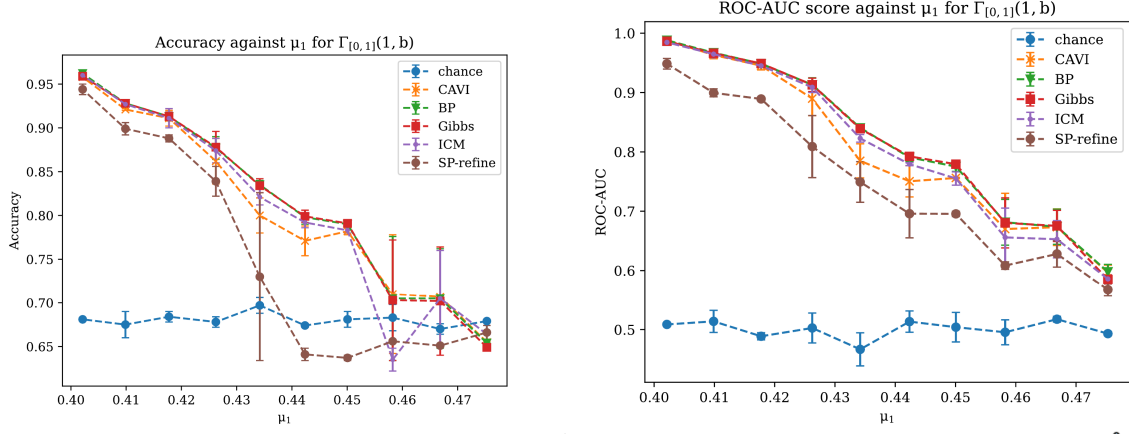 Accuracy against μ₁ for Γ[0, 1](1, b)
Accuracy
0.95
0.90
0.85
0.80
0.75
0.70
0.65
0.40 0.41 0.42 0.43 0.44 0.45 0.46 0.47
μ₁
chance
CAVI
BP
Gibbs
ICM
SP-refine
ROC-AUC score against μ₁ for Γ[0, 1](1, b)
ROC-AUC
1.0
0.9
0.8
0.7
0.6
0.5
0.40 0.41 0.42 0.43 0.44 0.45 0.46 0.47
μ₁
chance
CAVI
BP
Gibbs
ICM
SP-refine